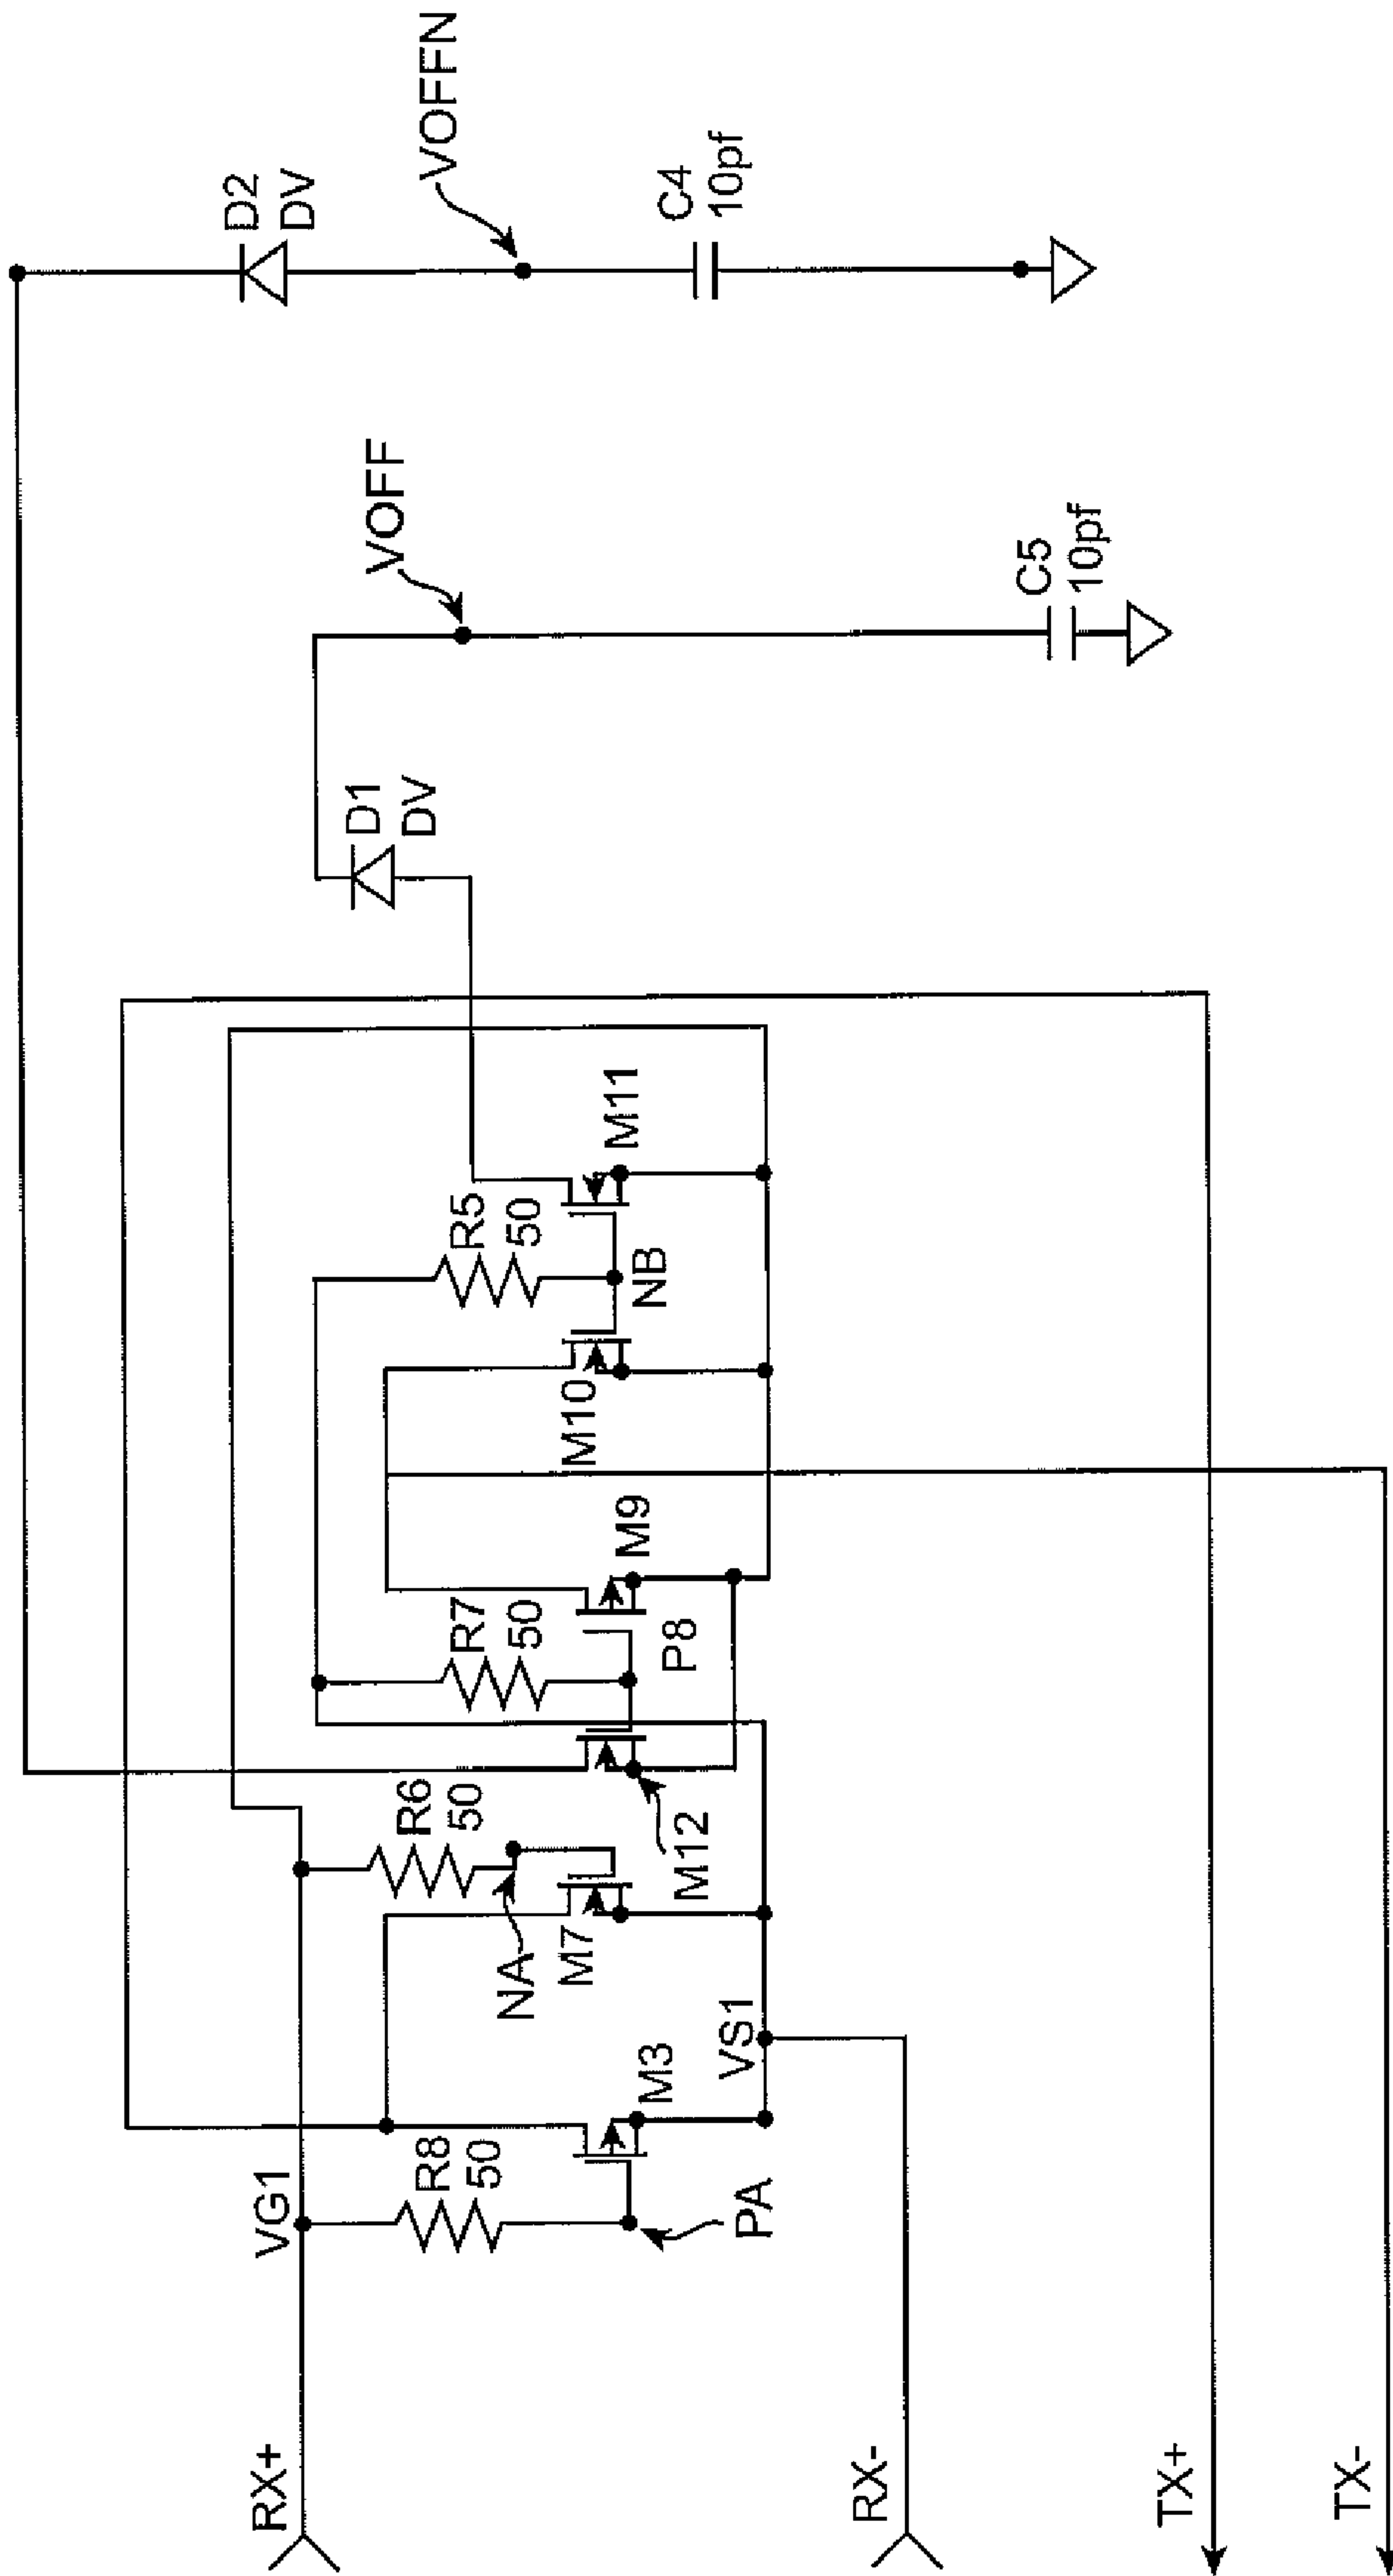 RX+
RX-
TX+
TX-
VG1
R8
50
PA
M3
VS1
NA
M7
R6
50
M12
R7
50
P8
M9
M10
NB
R5
50
M11
D1
DV
VOFF
C5
10pf
D2
DV
VOFFN
C4
10pf